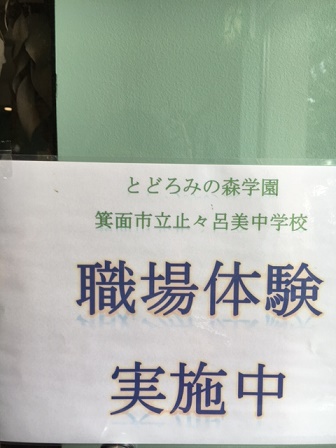 とどろみの森学園
箕面市立止々呂美中学校
職場体験
実施中